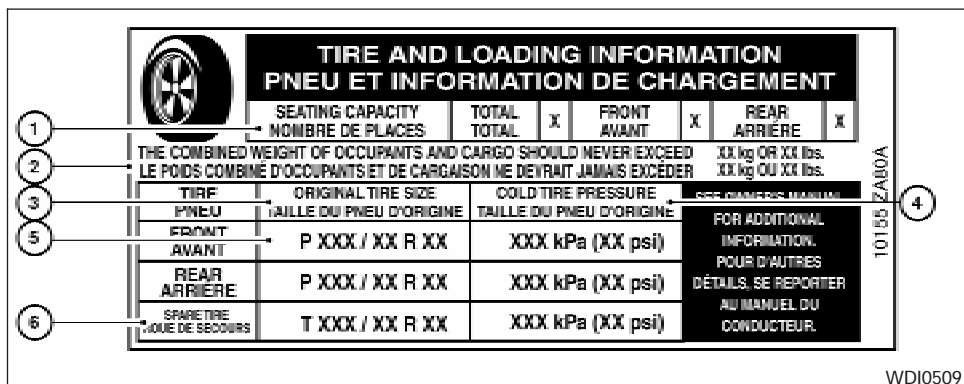 TIRE AND LOADING INFORMATION
PNEU ET INFORMATION DE CHARGEMENT
1
SEATING CAPACITY
NOMBRE DE PLACES
TOTAL
TOTAL
X
FRONT
AVANT
X
REAR
ARRIÈRE
X
2
THE COMBINED WEIGHT OF OCCUPANTS AND CARGO SHOULD NEVER EXCEED XX kg OR XX lbs.
LE POIDS COMBINÉ D'OCCUPANTS ET DE CARGAISON NE DEVRAIT JAMAIS EXCÉDER XX kg OU XX lbs.
3
TIRE
PNEU
ORIGINAL TIRE SIZE
TAILLE DU PNEU D'ORIGINE
COLD TIRE PRESSURE
TAILLE DU PNEU D'ORIGINE
4
5
FRONT
AVANT
P XXX / XX R XX
XXX kPa (XX psi)
REAR
ARRIÈRE
P XXX / XX R XX
XXX kPa (XX psi)
6
SPARE TIRE
ROUE DE SECOURS
T XXX / XX R XX
XXX kPa (XX psi)
SEE OWNER'S MANUAL
FOR ADDITIONAL
INFORMATION.
POUR D'AUTRES
DÉTAILS, SE REPORTER
AU MANUEL DU
CONDUCTEUR.
10155 ZA80A
WDI0509